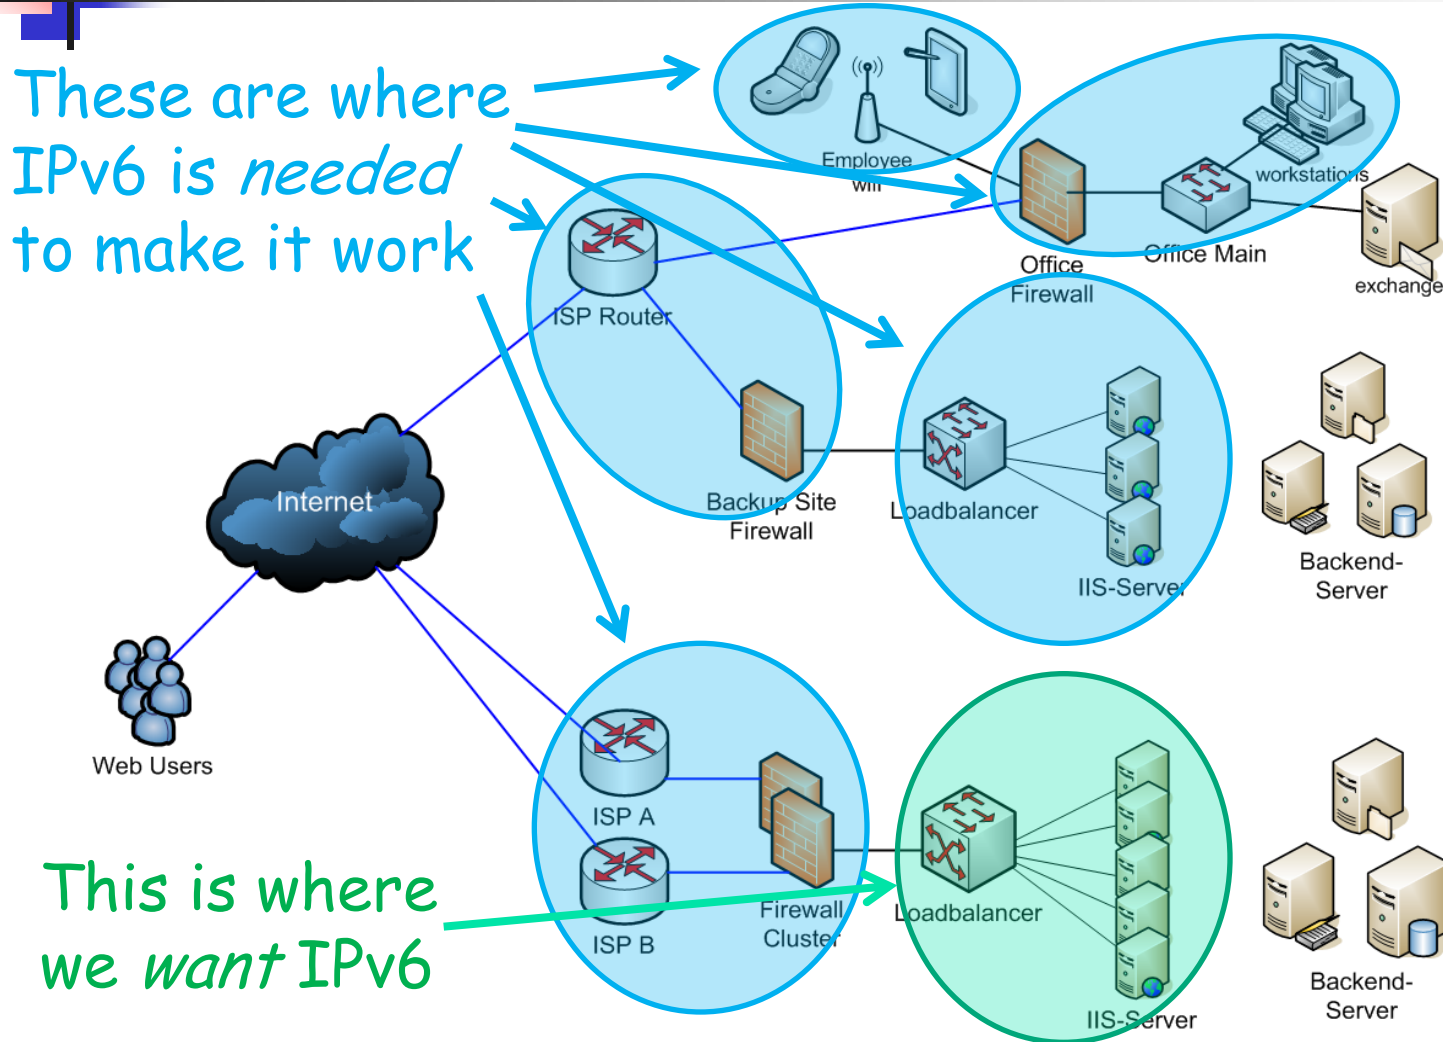 These are where
IPv6 is needed
to make it work
Employee
wifi
workstations
Office Main
exchange
Office
Firewall
ISP Router
Internet
Backup Site
Firewall
Loadbalancer
IIS-Server
Backend-
Server
Web Users
ISP A
ISP B
Firewall
Cluster
Loadbalancer
IIS-Server
Backend-
Server
This is where
we want IPv6